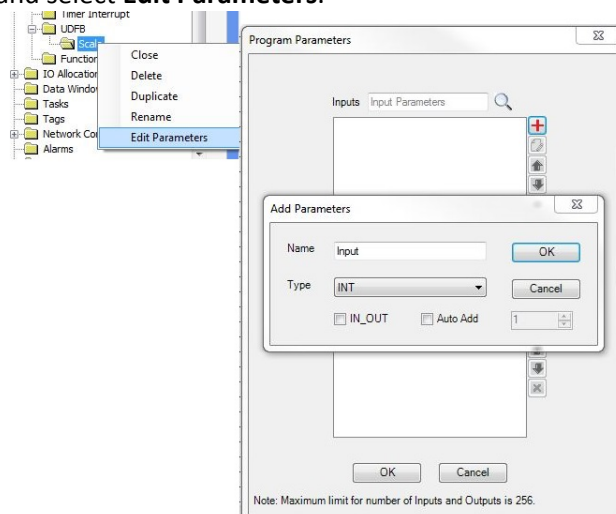 and select Edit Parameters.
Timer Interrupt
UDFB
Scale
Function
IO Allocation
Data Window
Tasks
Tags
Network Con
Alarms
Close
Delete
Duplicate
Rename
Edit Parameters
Program Parameters
Inputs Input Parameters
Add Parameters
Name Input OK
Type INT Cancel
IN_OUT Auto Add 1
OK Cancel
Note: Maximum limit for number of Inputs and Outputs is 256.